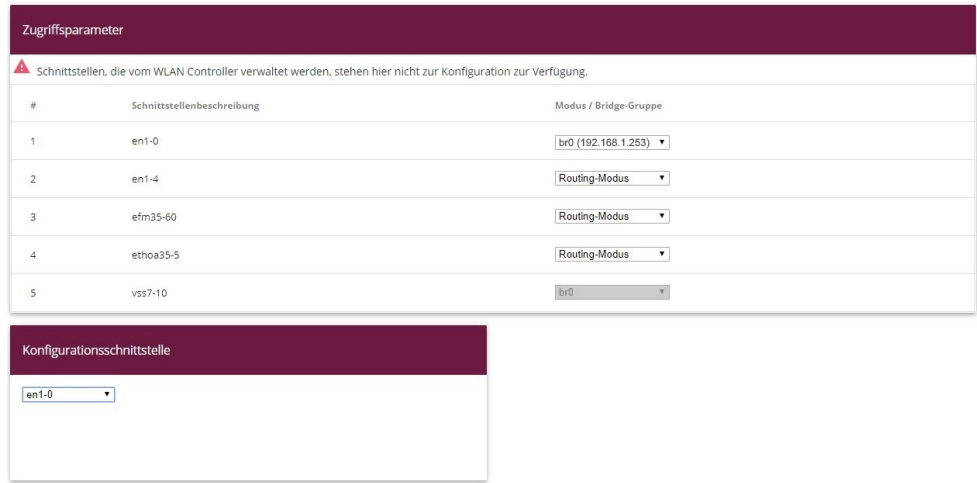 Zugriffsparameter
Schnittstellen, die vom WLAN Controller verwaltet werden, stehen hier nicht zur Konfiguration zur Verfügung.
# Schnittstellenbeschreibung Modus / Bridge-Gruppe
1 en1-0 br0 (192.168.1.253)
2 en1-4 Routing-Modus
3 efm35-60 Routing-Modus
4 ethoa35-5 Routing-Modus
5 vss7-10 br0
Konfigurationsschnittstelle
en1-0